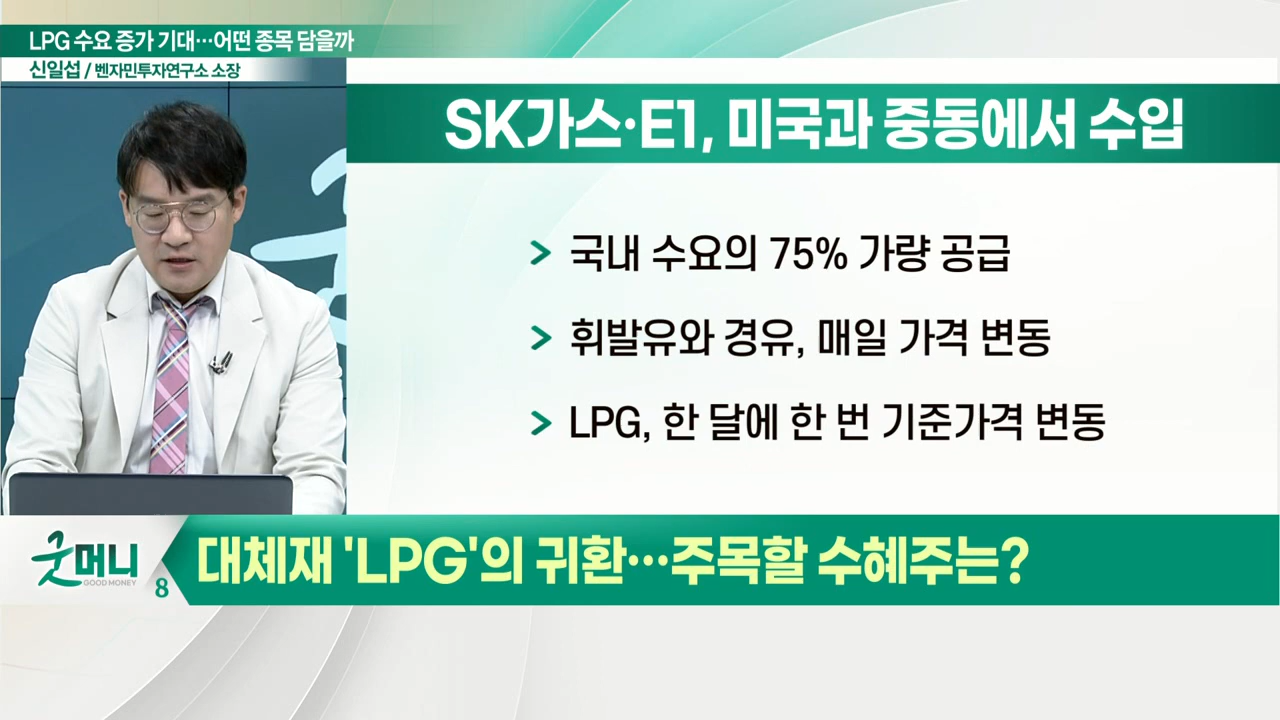 LPG 수요 증가 기대…어떤 종목 담을까
신일섭 / 벤자민투자연구소 소장
SK가스·E1, 미국과 중동에서 수입
> 국내 수요의 75% 가량 공급
> 휘발유와 경유, 매일 가격 변동
> LPG, 한 달에 한 번 기준가격 변동
굿머니
GOOD MONEY
8
대체재 'LPG'의 귀환…주목할 수혜주는?